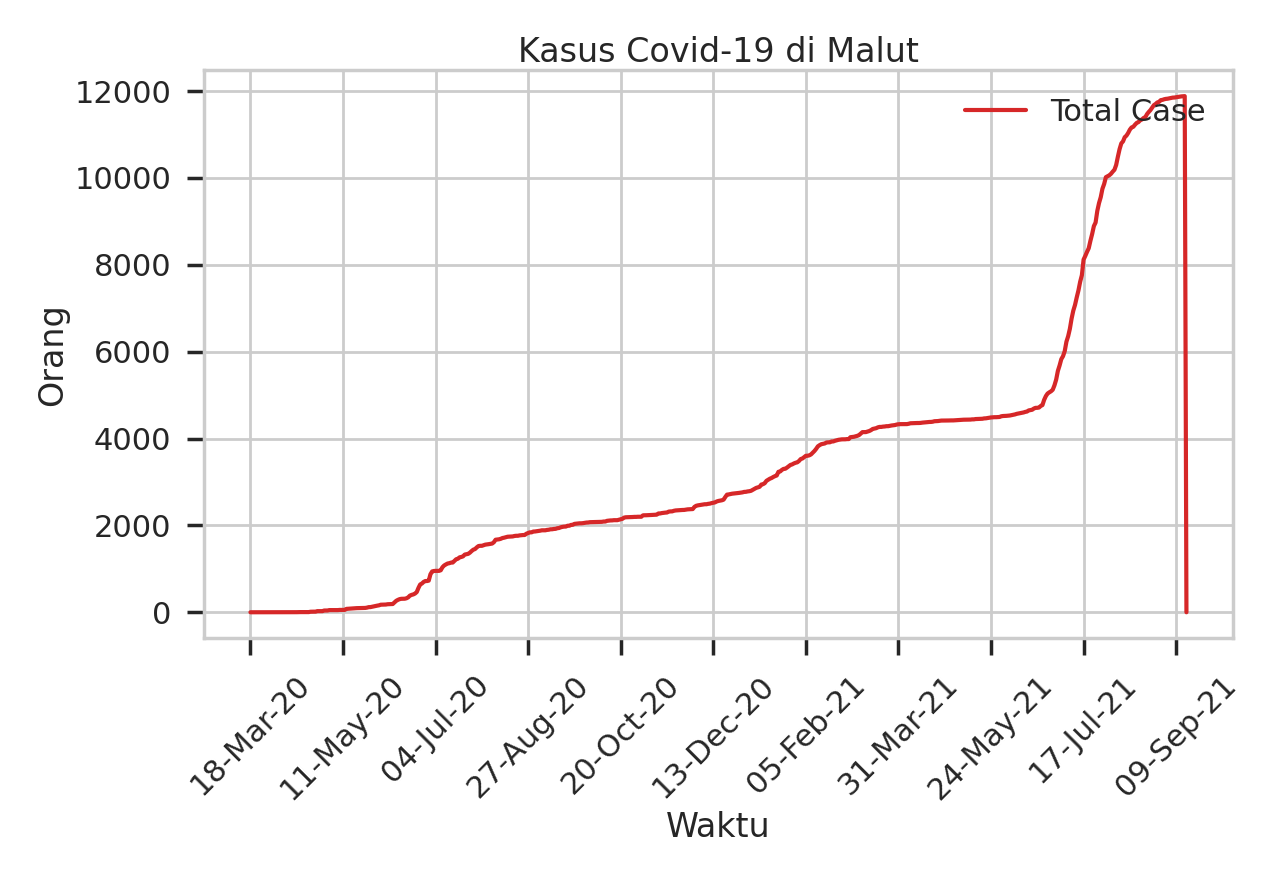 Kasus Covid-19 di Malut
Total Case
12000
10000
8000
6000
4000
2000
0
Orang
18-Mar-20
11-May-20
04-Jul-20
27-Aug-20
20-Oct-20
13-Dec-20
05-Feb-21
31-Mar-21
24-May-21
17-Jul-21
09-Sep-21
Waktu